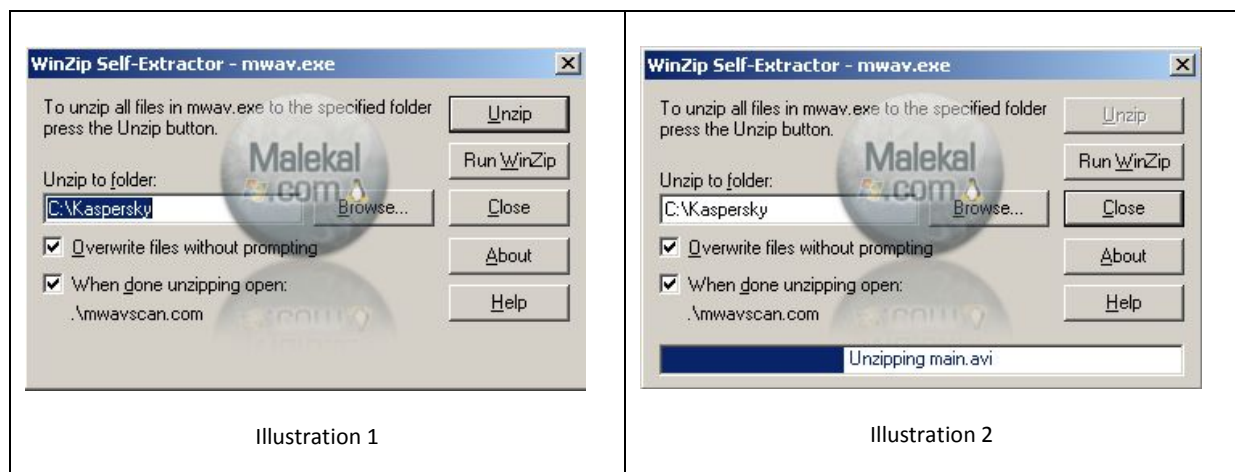 WinZip Self-Extractor - mwav.exe
To unzip all files in mwav.exe to the specified folder
press the Unzip button.
Unzip
Run WinZip
Unzip to folder:
C:\Kaspersky
Browse...
Close
Overwrite files without prompting
About
When done unzipping open:
.\mwavscan.com
Help
Malekal
.com
Illustration 1
WinZip Self-Extractor - mwav.exe
To unzip all files in mwav.exe to the specified folder
press the Unzip button.
Unzip
Run WinZip
Unzip to folder:
C:\Kaspersky
Browse...
Close
Overwrite files without prompting
About
When done unzipping open:
.\mwavscan.com
Help
Unzipping main.avi
Malekal
.com
Illustration 2